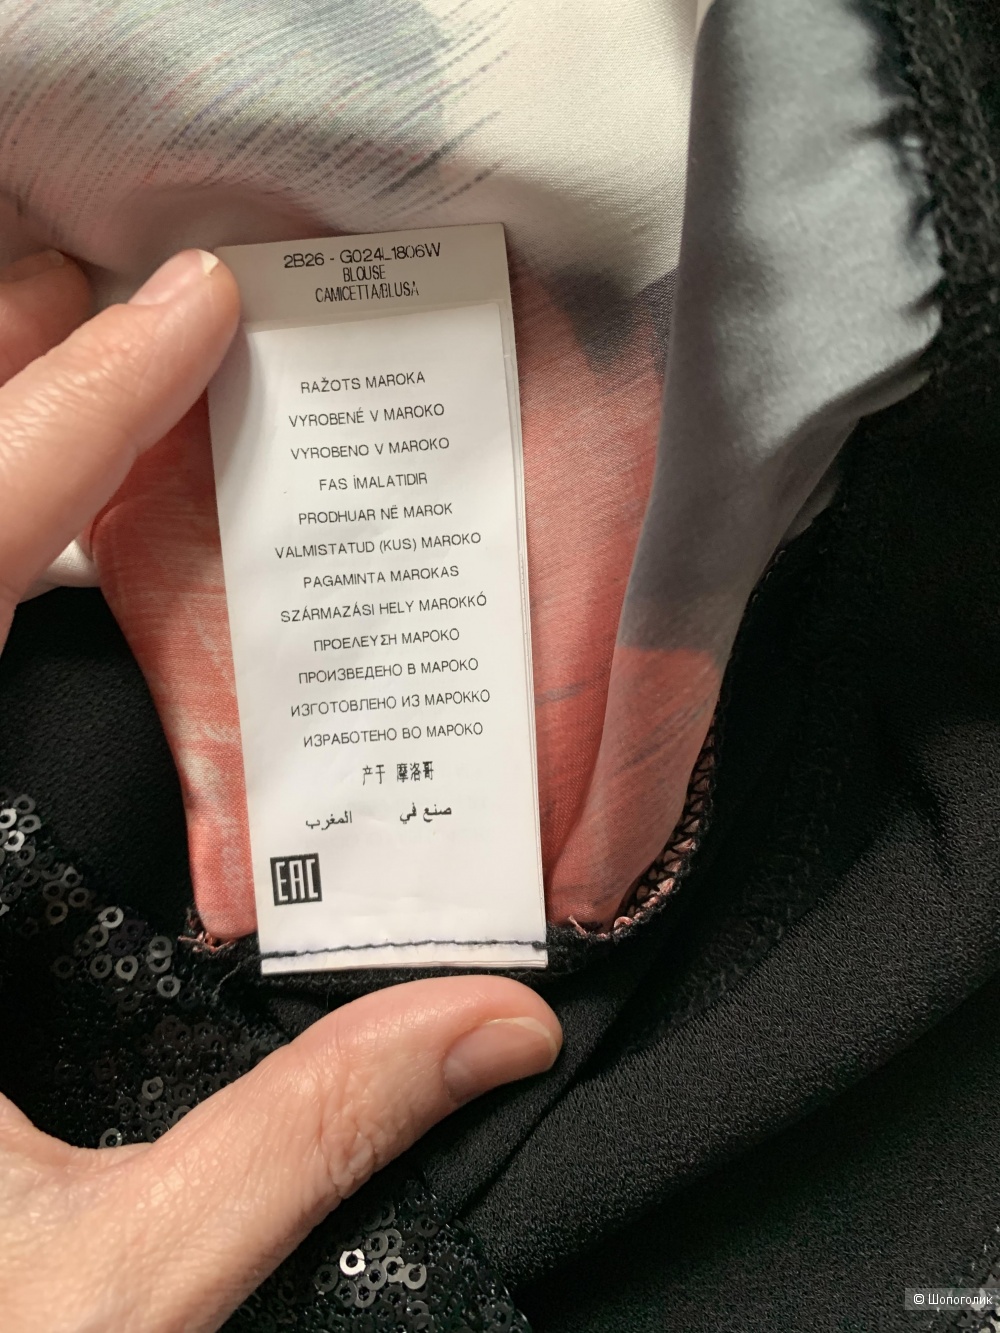 2B26 - G024L1806W
BLOUSE
CAMICETTA/BLUSA
RAŽOTS MAROKA
VYROBENÉ V MAROKO
VYROBENO V MAROKO
FAS İMALATIDIR
PRODHUAR NË MAROK
VALMISTATUD (KUS) MAROKO
PAGAMINTA MAROKAS
SZÁRMAZÁSI HELY MAROKKÓ
ΠΡΟΕΛΕΥΣΗ ΜΑΡΟΚΟ
ПРОИЗВЕДЕНО В МАРОКО
ИЗГОТОВЛЕНО ИЗ МАРОККО
ИЗРАБОТЕНО ВО МАРОКО
产于 摩洛哥
صنع في المغرب
EAC
© Шопоголик